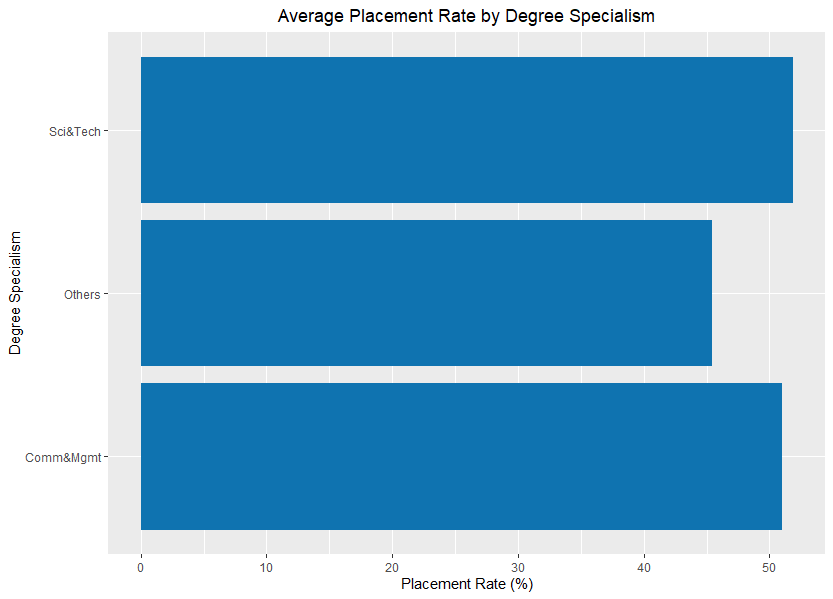 Average Placement Rate by Degree Specialism
Degree Specialism
Sci&Tech
Others
Comm&Mgmt
0 10 20 30 40 50
Placement Rate (%)